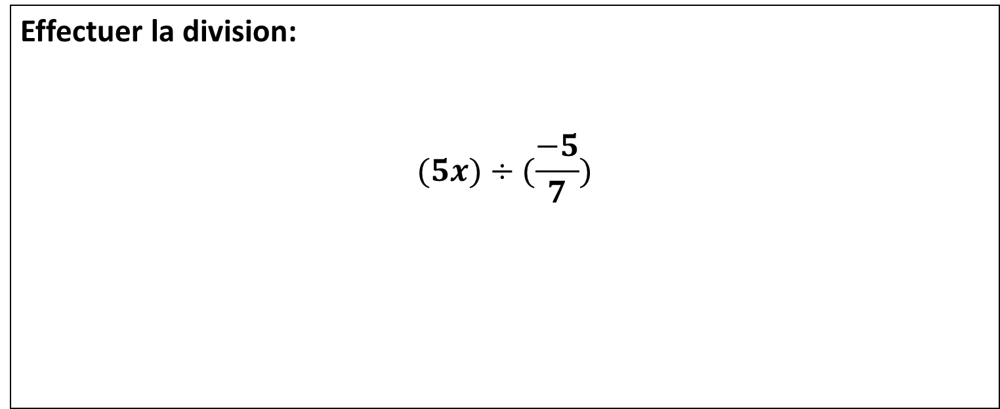 Effectuer la division:
(5x) ÷ (−5/7)